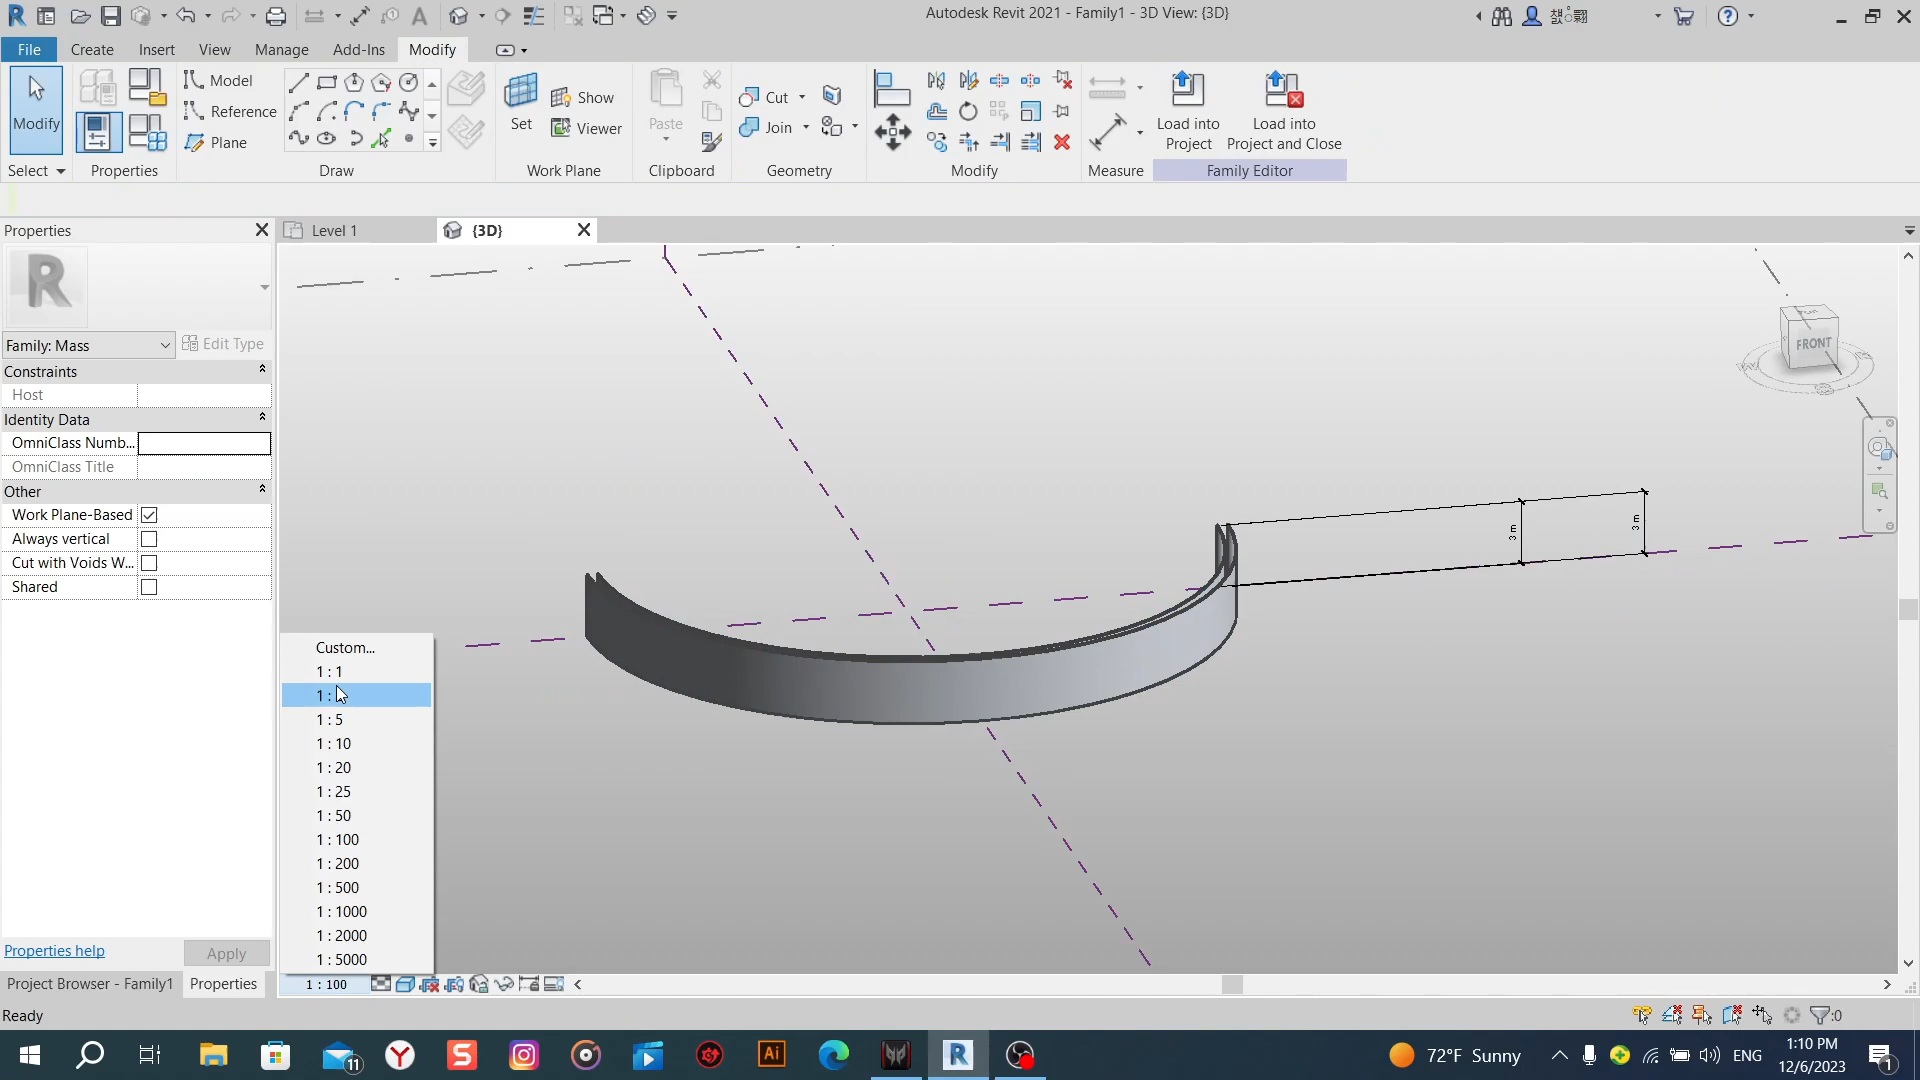 Autodesk Revit 2021 - Family1 - 3D View: {3D}
File Create Insert View Manage Add-Ins Modify
Modify
Model
Reference
Plane
Set
Show
Viewer
Paste
Cut
Join
Load into
Project
Load into
Project and Close
Select Properties Draw Work Plane Clipboard Geometry Modify Measure Family Editor
Properties
Level 1
{3D}
R
Family: Mass
Edit Type
Constraints
Host
Identity Data
OmniClass Numb...
OmniClass Title
Other
Work Plane-Based
Always vertical
Cut with Voids W...
Shared
FRONT
3 m
3 m
Custom...
1 : 1
1 :
1 : 5
1 : 10
1 : 20
1 : 25
1 : 50
1 : 100
1 : 200
1 : 500
1 : 1000
1 : 2000
1 : 5000
Properties help
Apply
Project Browser - Family1
Properties
1 : 100
Ready
:0
11
72°F Sunny
ENG
1:10 PM
12/6/2023
1